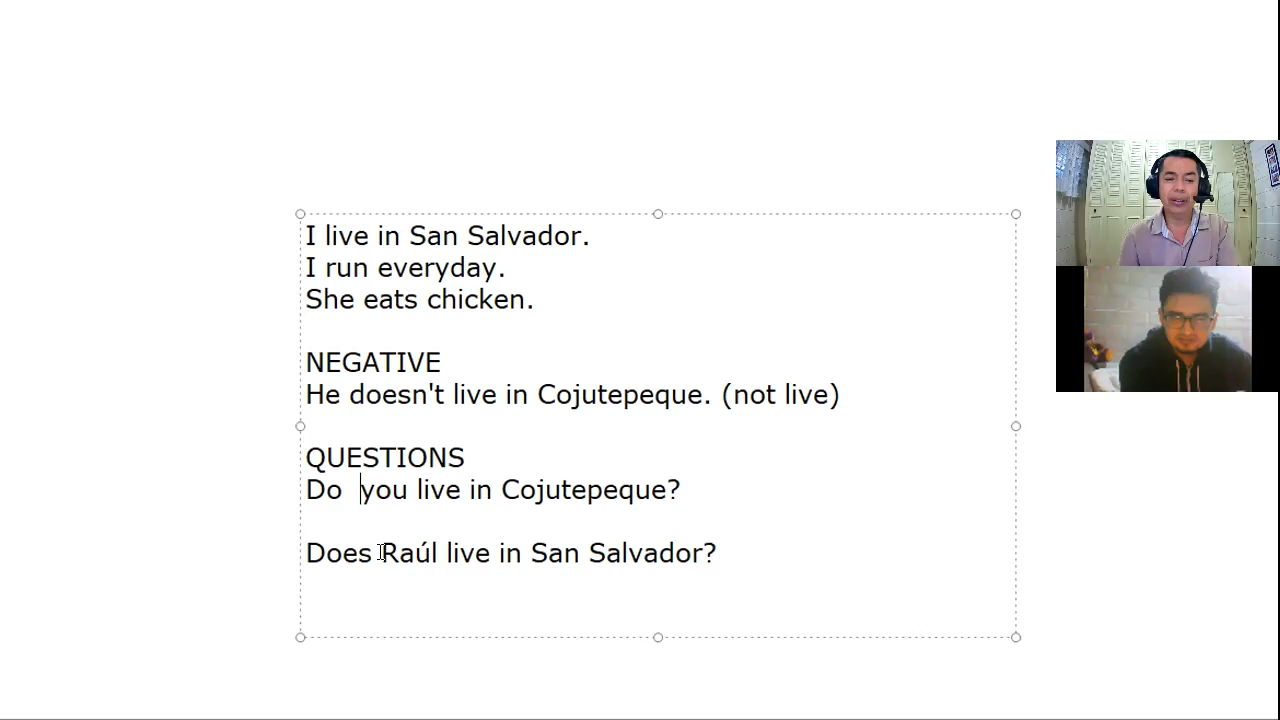 I live in San Salvador.
I run everyday.
She eats chicken.
NEGATIVE
He doesn't live in Cojutepeque. (not live)
QUESTIONS
Do  you live in Cojutepeque?
Does Raúl live in San Salvador?